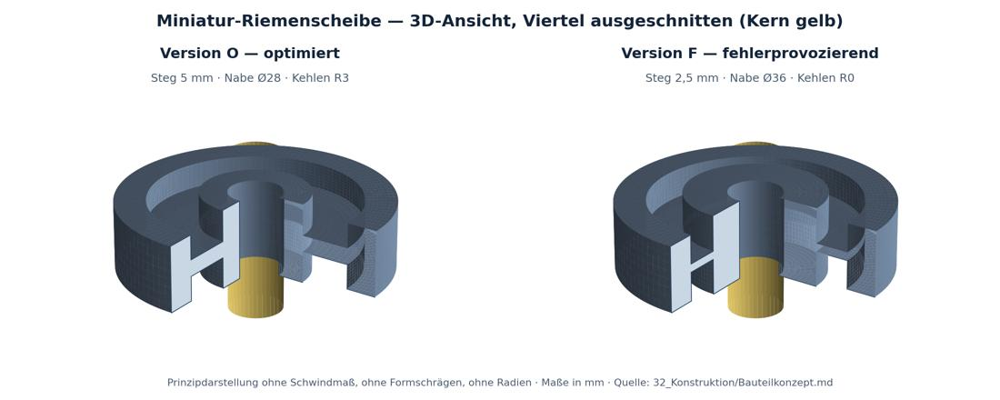 Miniatur-Riemenscheibe — 3D-Ansicht, Viertel ausgeschnitten (Kern gelb)
Version O — optimiert
Steg 5 mm · Nabe Ø28 · Kehlen R3
Version F — fehlerprovozierend
Steg 2,5 mm · Nabe Ø36 · Kehlen R0
Prinzipdarstellung ohne Schwindmaß, ohne Formschrägen, ohne Radien · Maße in mm · Quelle: 32_Konstruktion/Bauteilkonzept.md